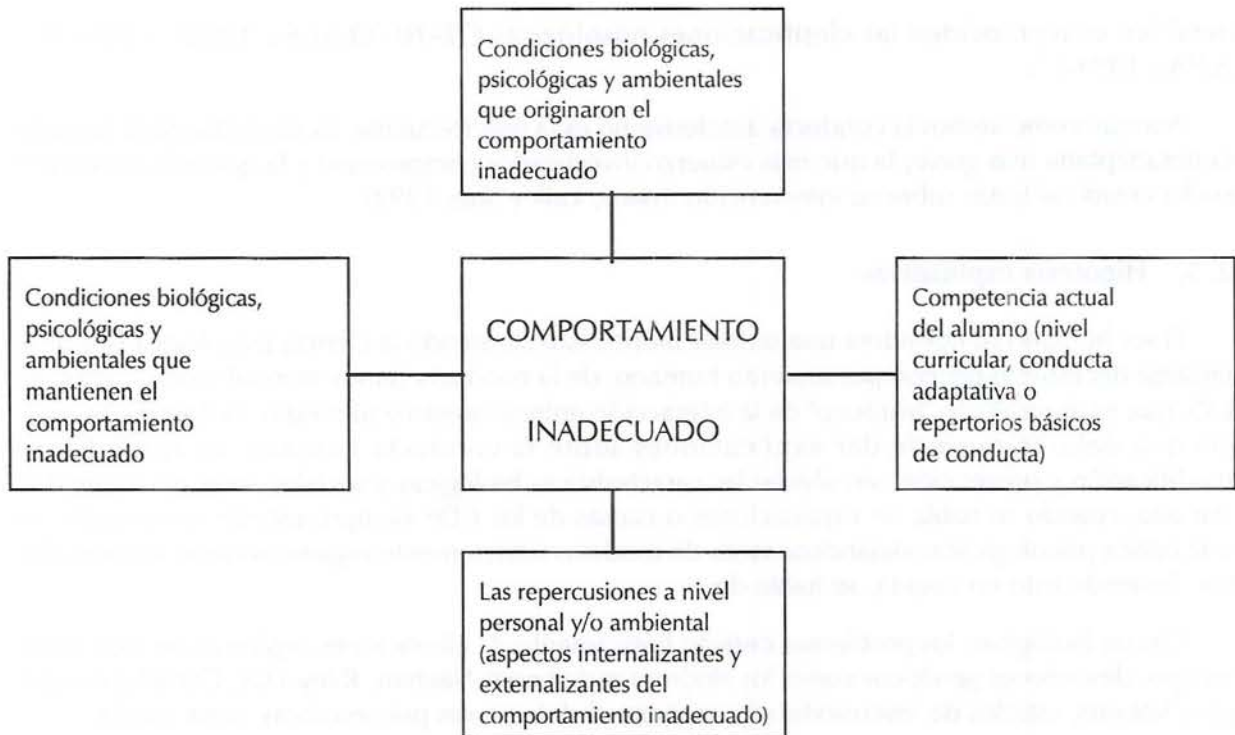 Condiciones biológicas,
psicológicas y ambientales
que originaron el
comportamiento
inadecuado
Condiciones biológicas,
psicológicas y
ambientales que
mantienen el
comportamiento
inadecuado
COMPORTAMIENTO
INADECUADO
Competencia actual
del alumno (nivel
curricular, conducta
adaptativa o
repertorios básicos
de conducta)
Las repercusiones a nivel
personal y/o ambiental
(aspectos internalizantes y
externalizantes del
comportamiento inadecuado)